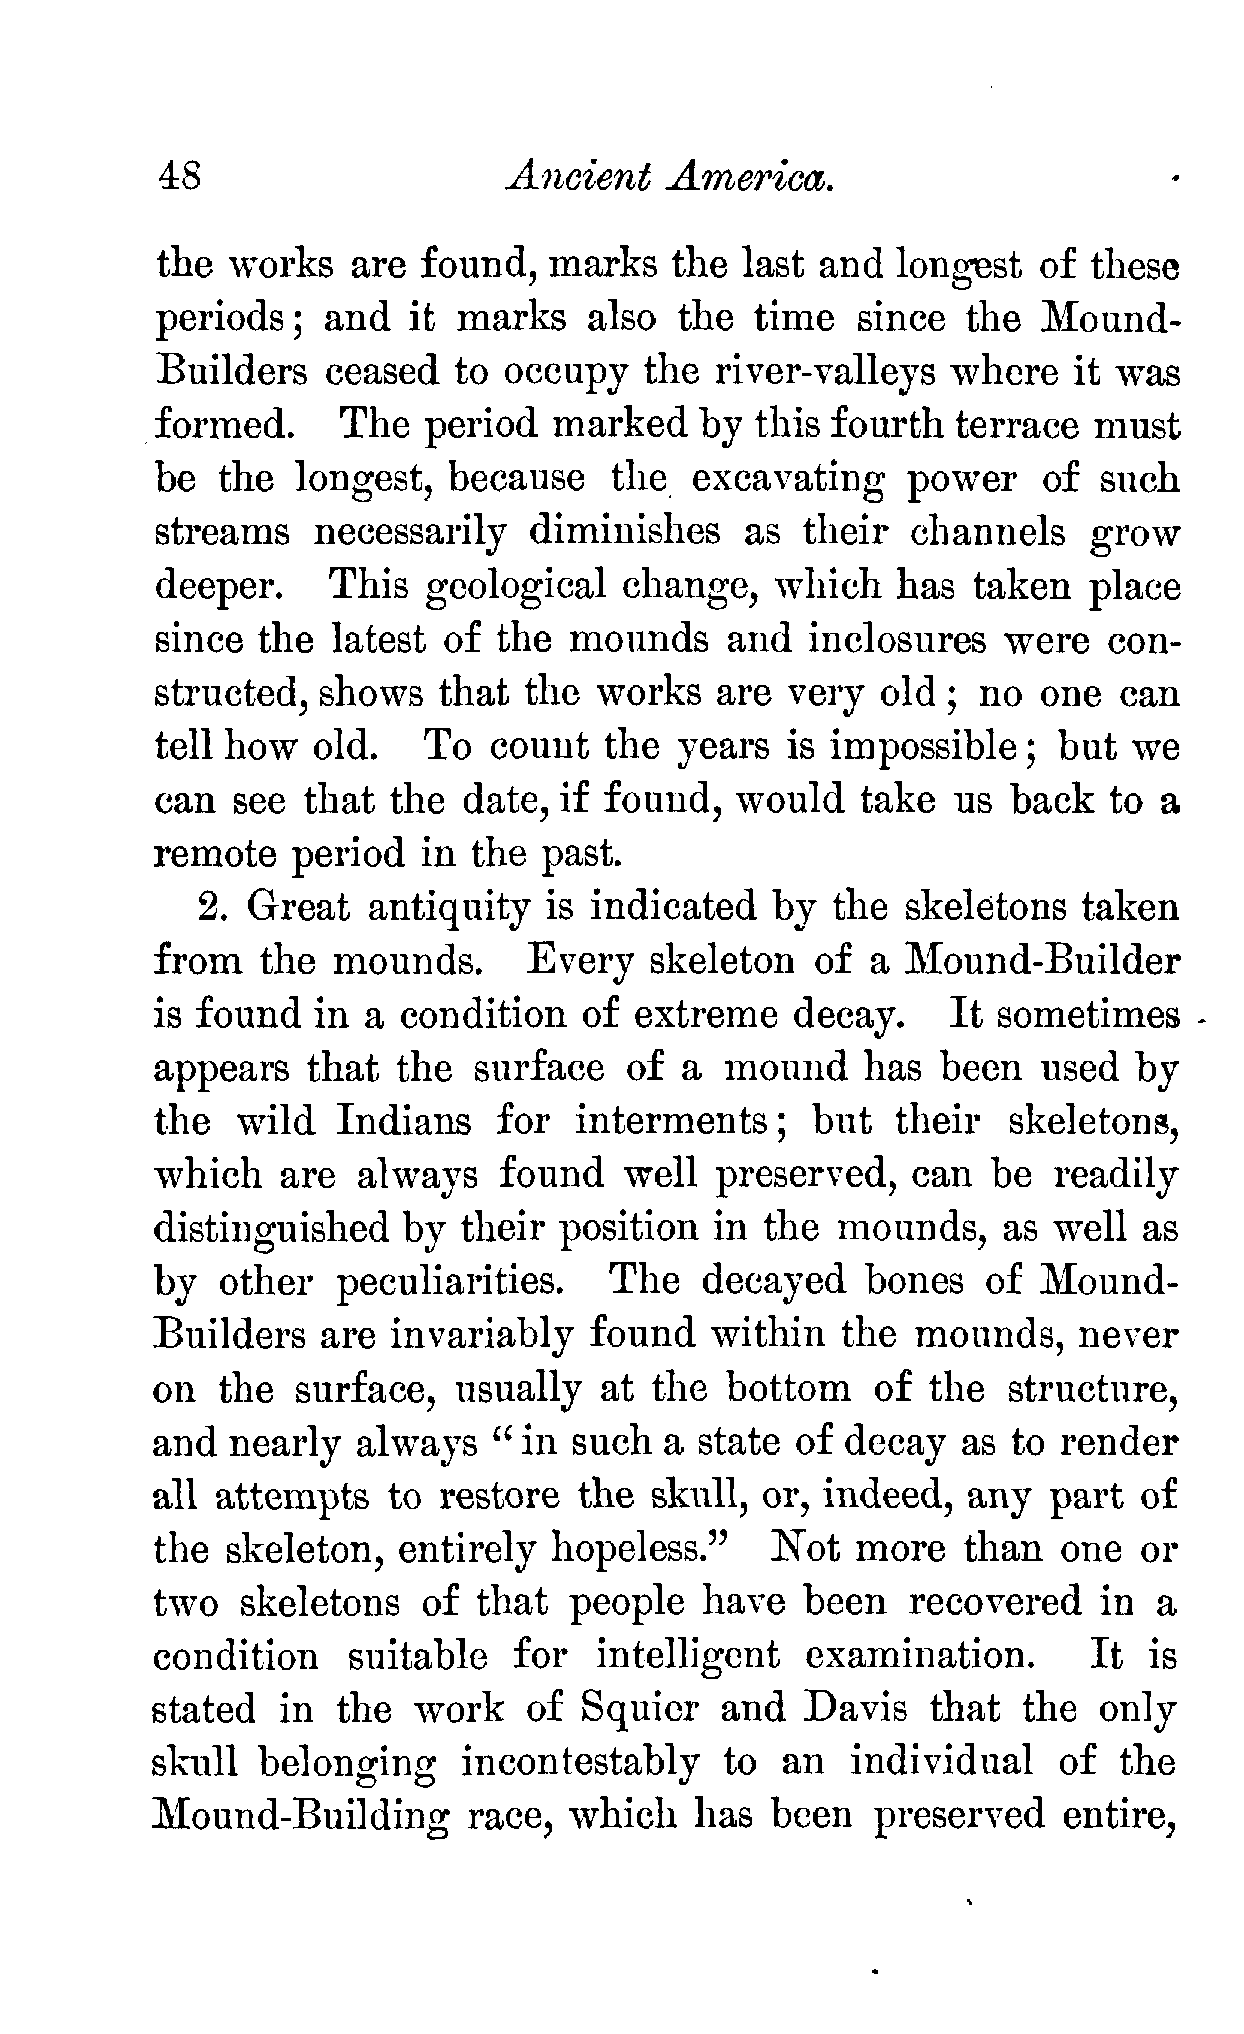 48 Ancient America.
the works are found, marks the last and longest of these
periods; and it marks also the time since the Mound-
Builders ceased to occupy the river-valleys where it was
formed. The period marked by this fourth terrace must
be the longest, because the excavating power of such
streams necessarily diminishes as their channels grow
deeper. This geological change, which has taken place
since the latest of the mounds and inclosures were con-
structed, shows that the works are very old; no one can
tell how old. To count the years is impossible; but we
can see that the date, if found, would take us back to a
remote period in the past.
2. Great antiquity is indicated by the skeletons taken
from the mounds. Every skeleton of a Mound-Builder
is found in a condition of extreme decay. It sometimes
appears that the surface of a mound has been used by
the wild Indians for interments; but their skeletons,
which are always found well preserved, can be readily
distinguished by their position in the mounds, as well as
by other peculiarities. The decayed bones of Mound-
Builders are invariably found within the mounds, never
on the surface, usually at the bottom of the structure,
and nearly always “in such a state of decay as to render
all attempts to restore the skull, or, indeed, any part of
the skeleton, entirely hopeless.” Not more than one or
two skeletons of that people have been recovered in a
condition suitable for intelligent examination. It is
stated in the work of Squier and Davis that the only
skull belonging incontestably to an individual of the
Mound-Building race, which has been preserved entire,